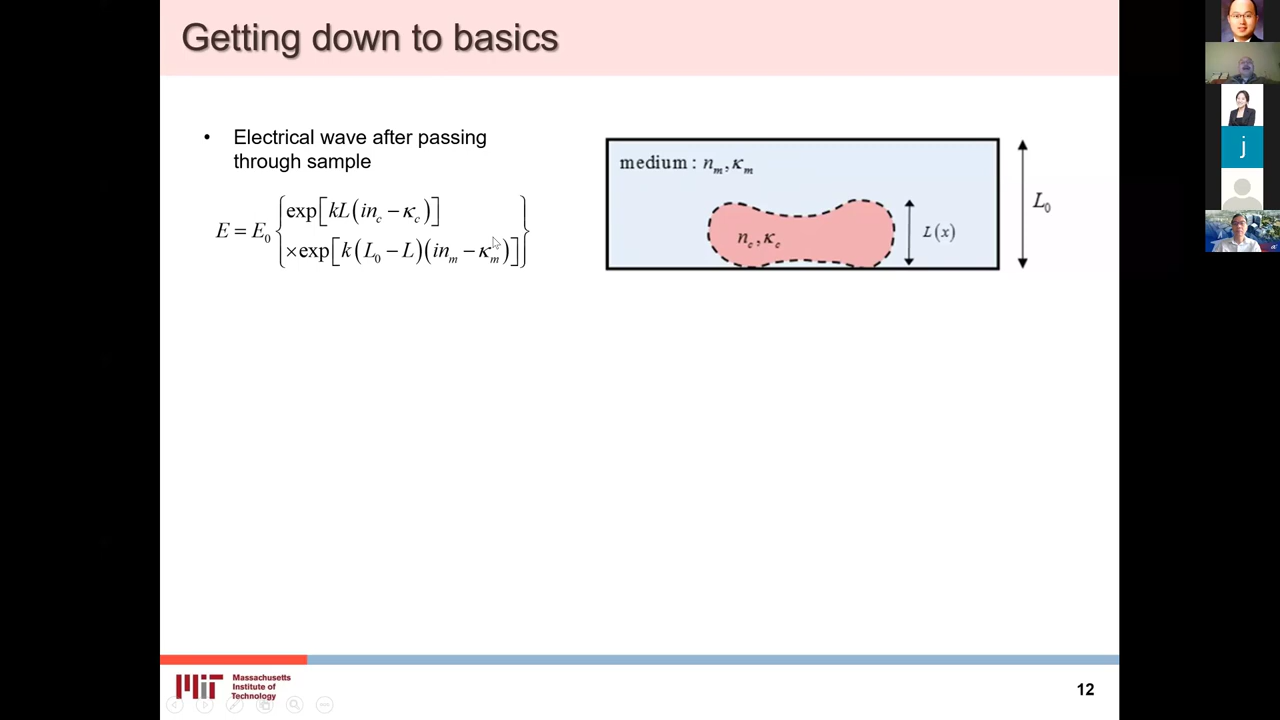 Getting down to basics
• Electrical wave after passing
through sample
E = E₀ { exp[kL(in_c − κ_c)]
×exp[k(L₀ − L)(in_m − κ_m)] }
medium : n_m, κ_m
n_c, κ_c
L(x)
L₀
j
MIT
Massachusetts
Institute of
Technology
12